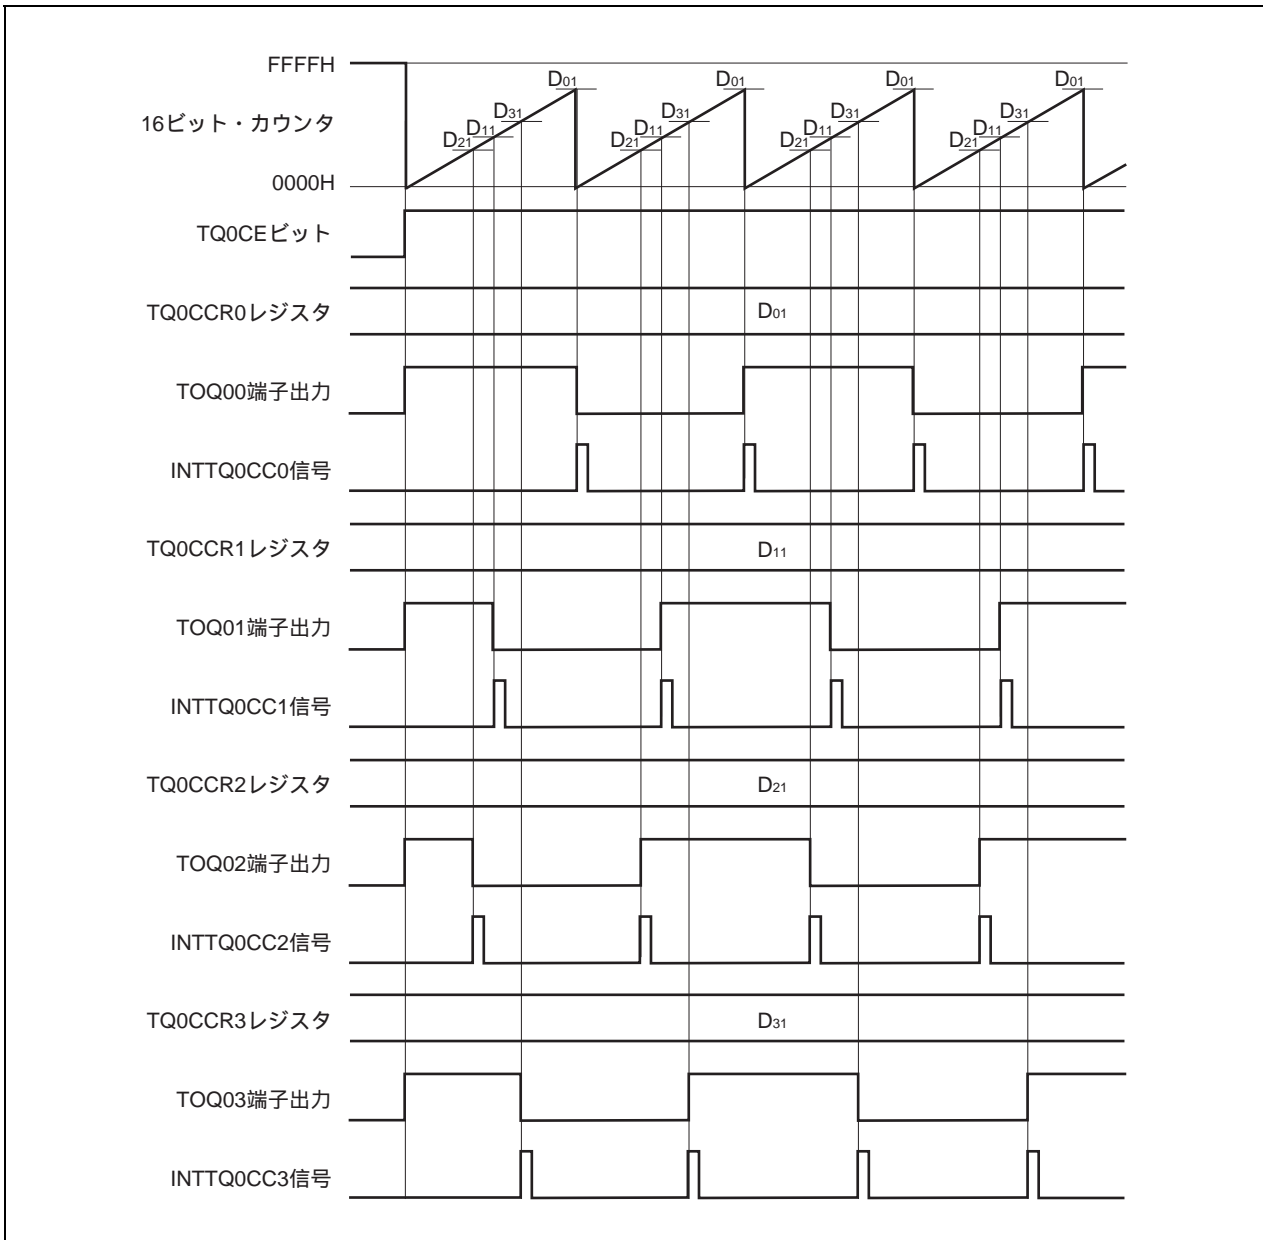 FFFFH
D01 D01 D01 D01
16ビット・カウンタ
D31 D31 D31 D31
D11 D11 D11 D11
D21 D21 D21 D21
0000H
TQ0CEビット
TQ0CCR0レジスタ D01
TOQ00端子出力
INTTQ0CC0信号
TQ0CCR1レジスタ D11
TOQ01端子出力
INTTQ0CC1信号
TQ0CCR2レジスタ D21
TOQ02端子出力
INTTQ0CC2信号
TQ0CCR3レジスタ D31
TOQ03端子出力
INTTQ0CC3信号